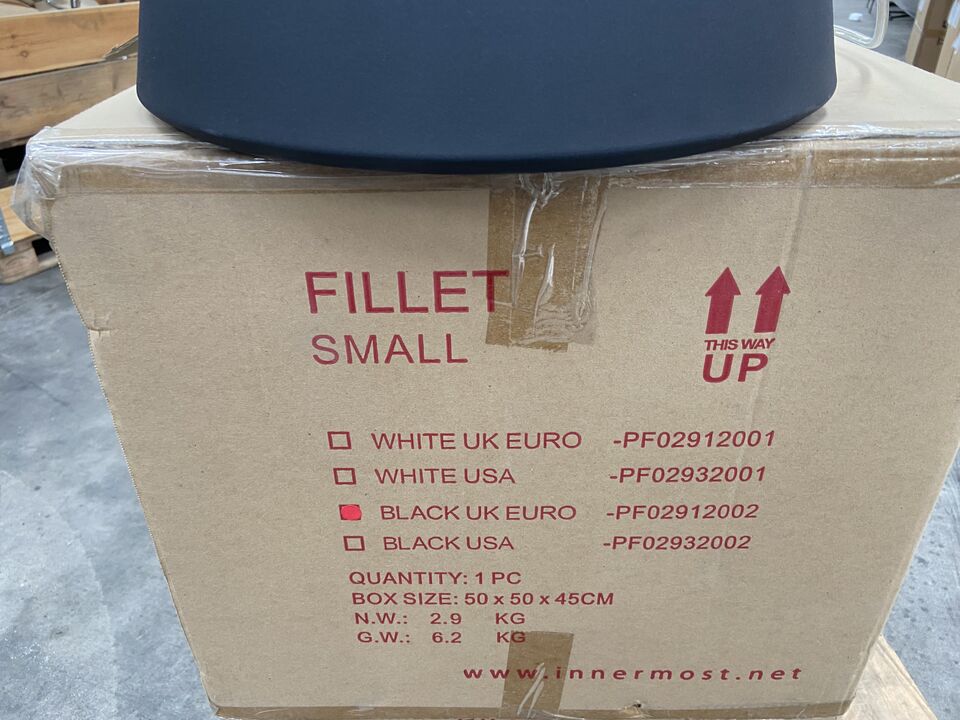 FILLET
SMALL
THIS WAY
UP
WHITE UK EURO -PF02912001
WHITE USA -PF02932001
BLACK UK EURO -PF02912002
BLACK USA -PF02932002
QUANTITY: 1 PC
BOX SIZE: 50 x 50 x 45CM
N.W.: 2.9 KG
G.W.: 6.2 KG
www.innermost.net